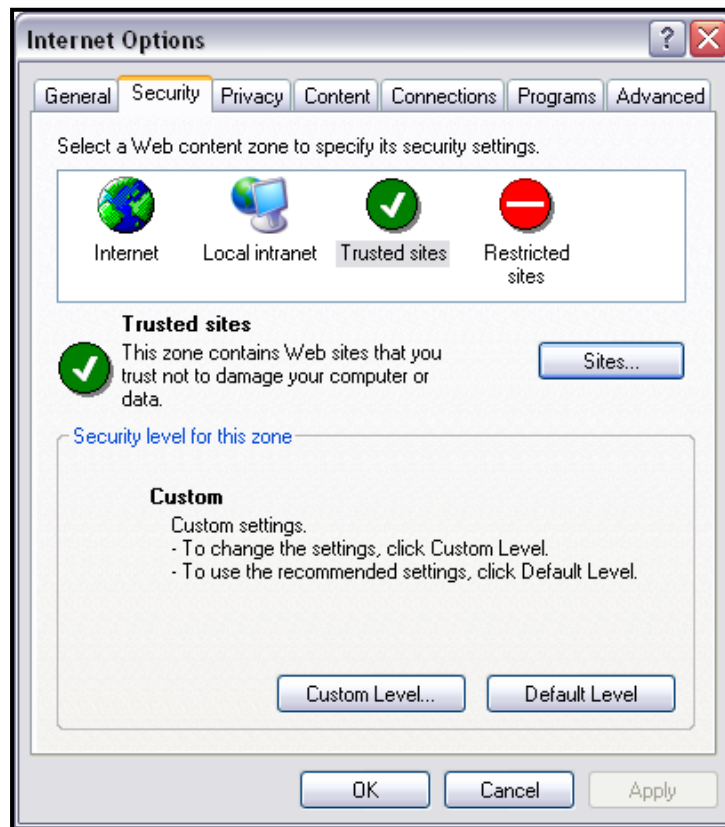 Internet Options
General Security Privacy Content Connections Programs Advanced
Select a Web content zone to specify its security settings.
Internet Local intranet Trusted sites Restricted
sites
Trusted sites
This zone contains Web sites that you
trust not to damage your computer or
data.
Sites...
Security level for this zone
Custom
Custom settings.
- To change the settings, click Custom Level.
- To use the recommended settings, click Default Level.
Custom Level... Default Level
OK Cancel Apply